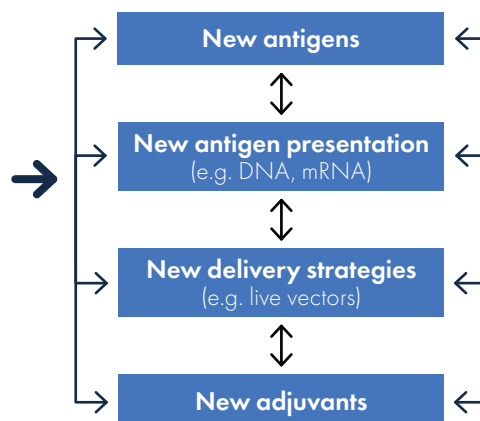 New antigens
New antigen presentation
(e.g. DNA, mRNA)
New delivery strategies
(e.g. live vectors)
New adjuvants